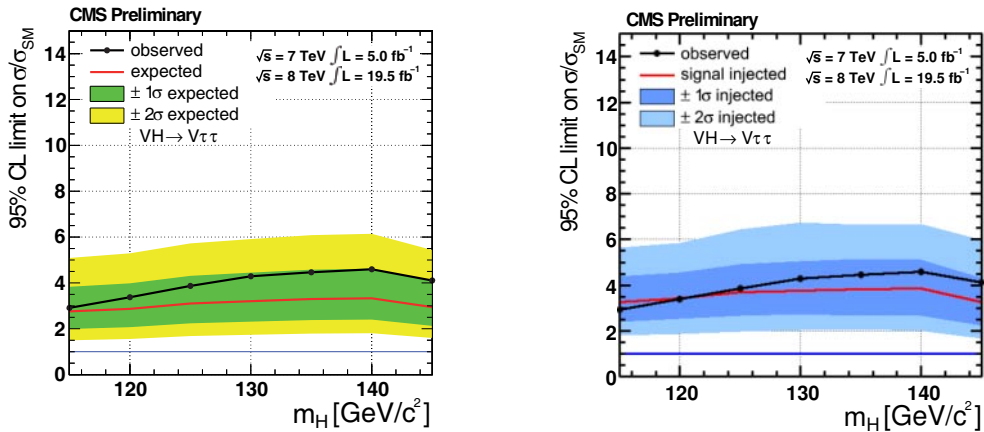 CMS Preliminary
95% CL limit on σ/σSM
observed
expected
± 1σ expected
± 2σ expected
VH→ Vττ
√s = 7 TeV ∫L = 5.0 fb⁻¹
√s = 8 TeV ∫L = 19.5 fb⁻¹
14
12
10
8
6
4
2
0
120 130 140
mH [GeV/c²]
CMS Preliminary
95% CL limit on σ/σSM
observed
signal injected
± 1σ injected
± 2σ injected
VH→ Vττ
√s = 7 TeV ∫L = 5.0 fb⁻¹
√s = 8 TeV ∫L = 19.5 fb⁻¹
14
12
10
8
6
4
2
0
120 130 140
mH [GeV/c²]